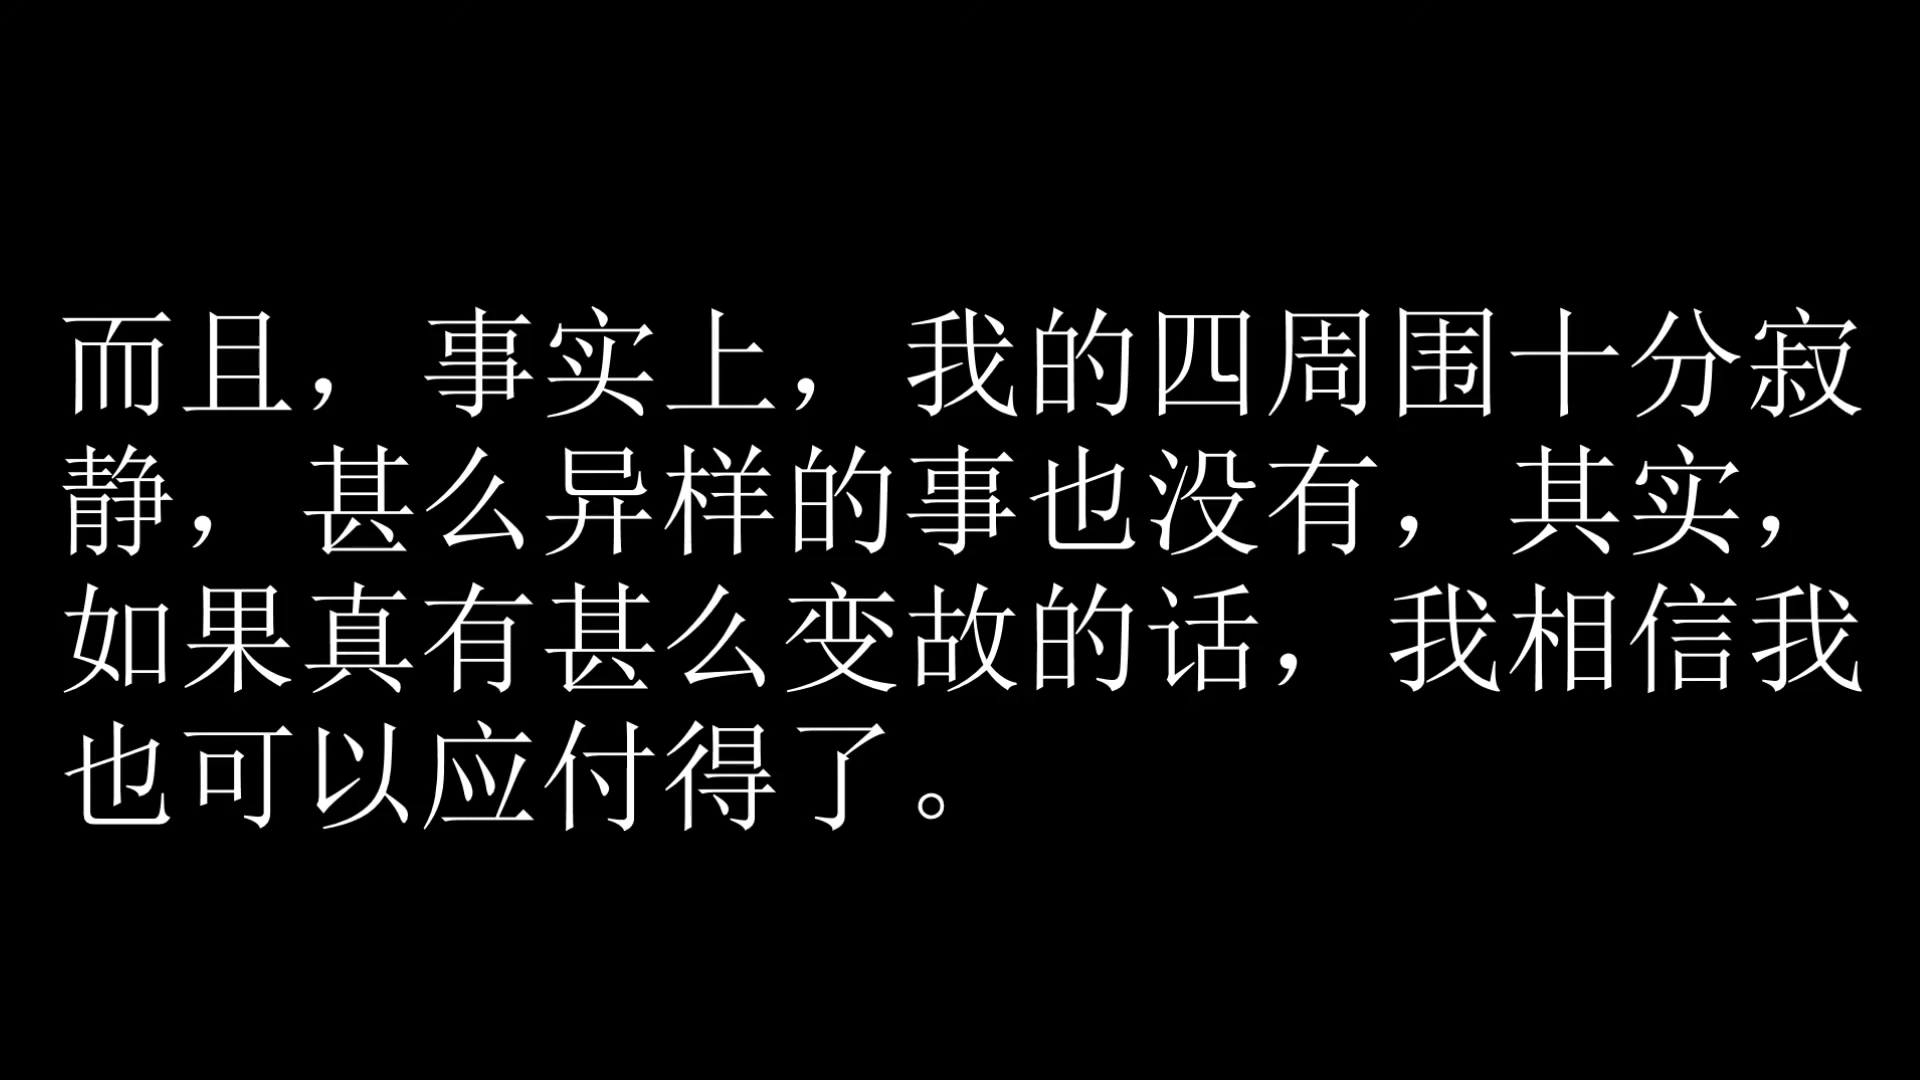 而且，事实上，我的四周围十分寂
静，甚么异样的事也没有，其实，
如果真有甚么变故的话，我相信我
也可以应付得了。